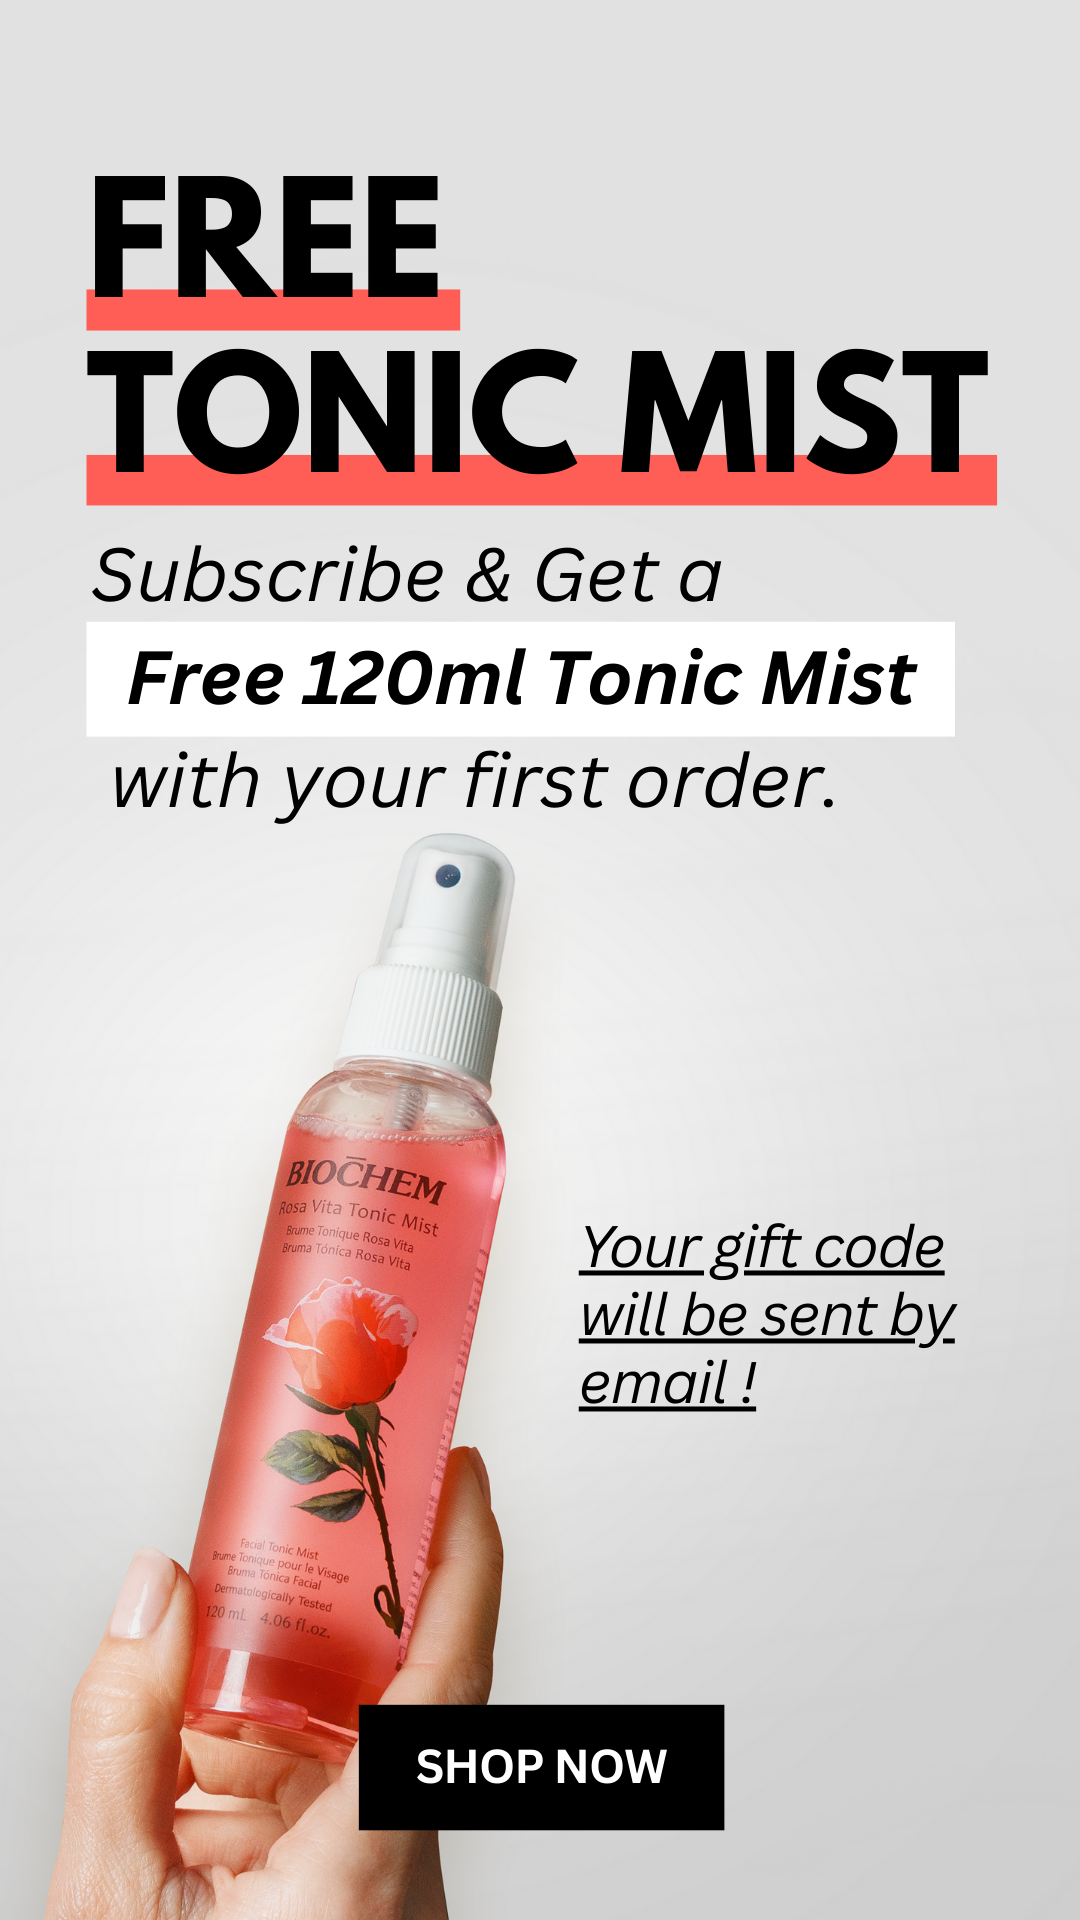 FREE
TONIC MIST
Subscribe & Get a
Free 120ml Tonic Mist
with your first order.
BIOCHEM
Rosa Vita Tonic Mist
Brume Tonique Rosa Vita
Bruma Tónica Rosa Vita
Your gift code
will be sent by
email !
Facial Tonic Mist
Brume Tonique pour le Visage
Bruma Tónica Facial
Dermatologically Tested
120 mL 4.06 fl.oz.
SHOP NOW